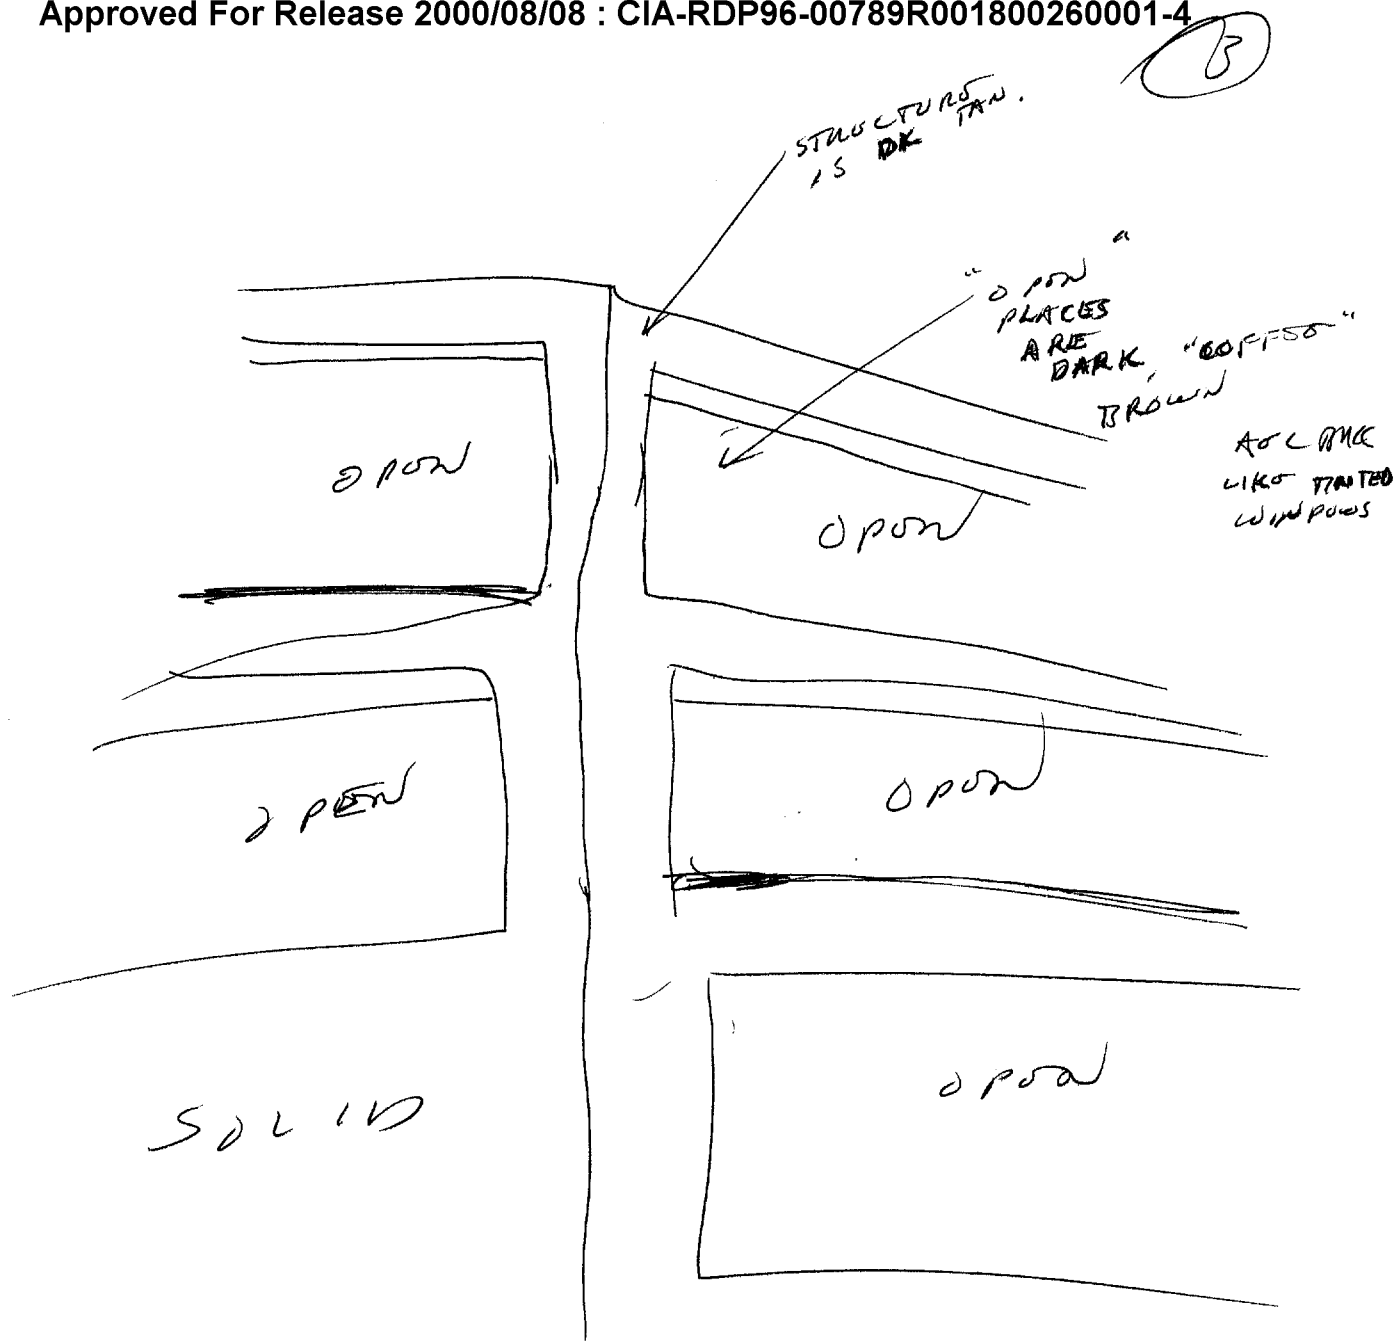 Approved For Release 2000/08/08 : CIA-RDP96-00789R001800260001-4
3
STRUCTURE
IS DK TAN.
"OPEN"
PLACES
ARE
DARK, "COFFEE"
BROWN
LIKE TINTED
WINDOWS
OPEN
OPEN
OPEN
OPEN
OPEN
SOLID